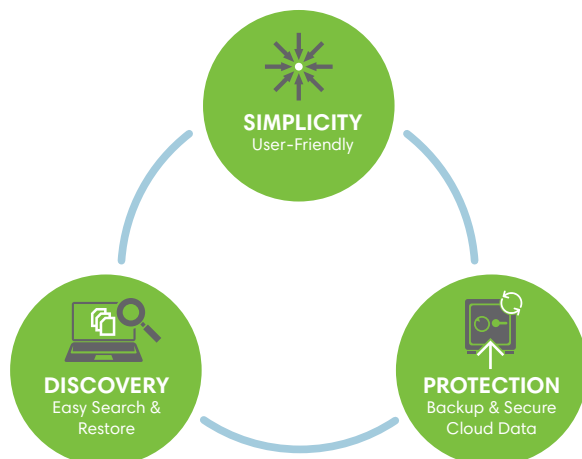 SIMPLICITY
User-Friendly
DISCOVERY
Easy Search &
Restore
PROTECTION
Backup & Secure
Cloud Data